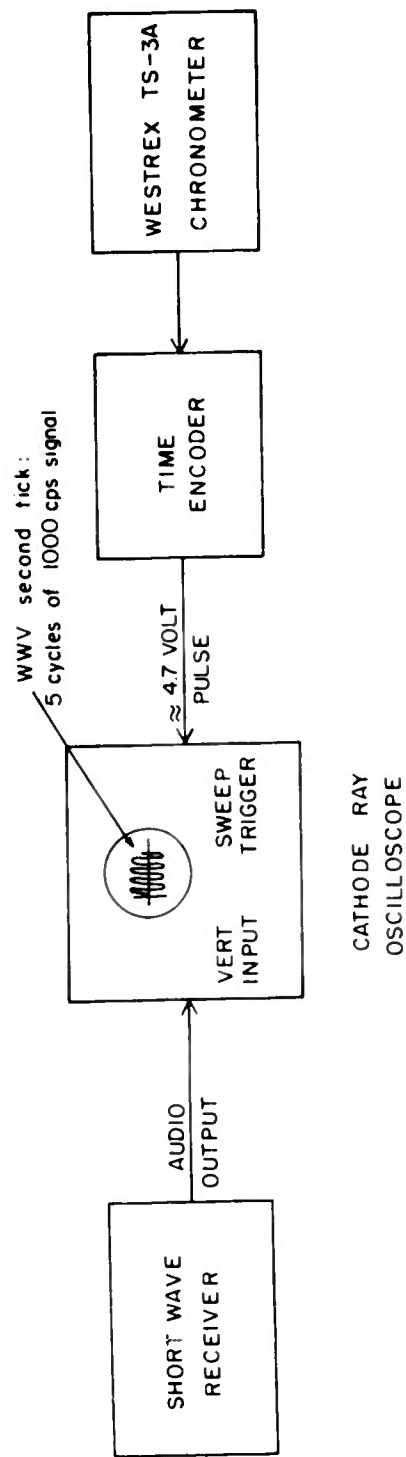 SHORT WAVE
RECEIVER
AUDIO
OUTPUT
WWV second tick:
5 cycles of 1000 cps signal
VERT
INPUT
SWEEP
TRIGGER
CATHODE RAY
OSCILLOSCOPE
≈ 4.7 VOLT
PULSE
TIME
ENCODER
WESTREX TS-3A
CHRONOMETER